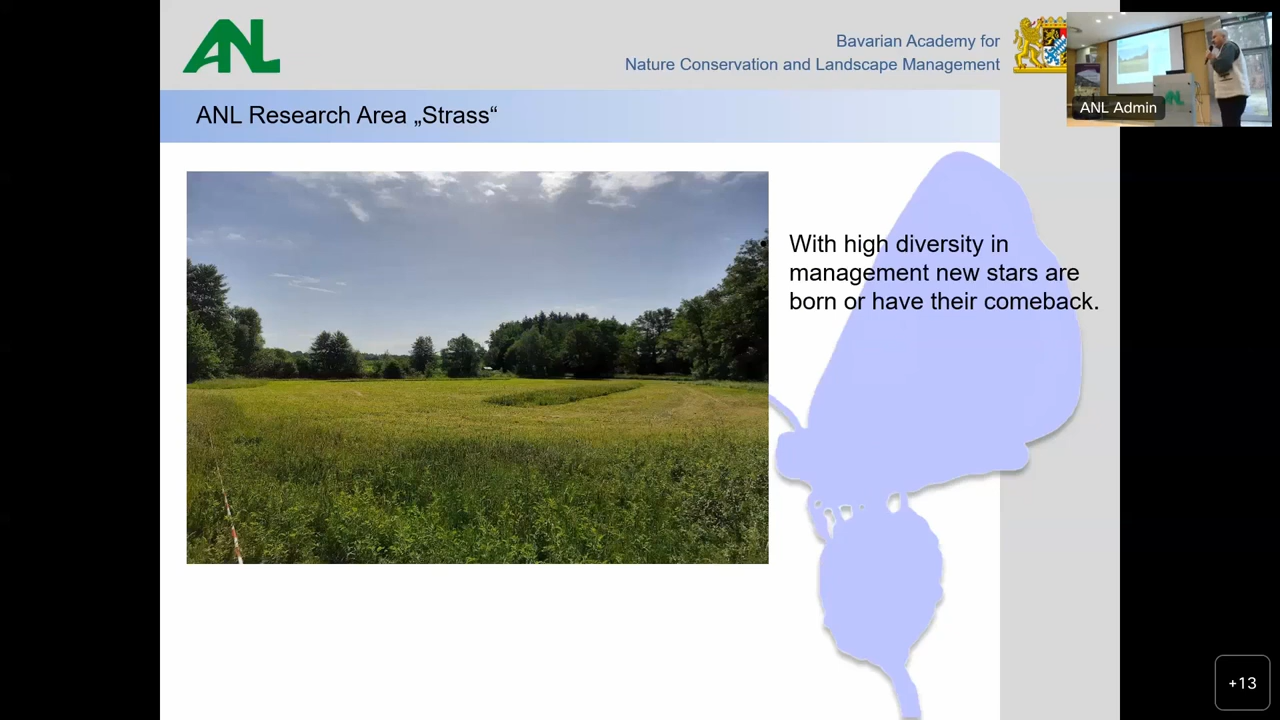 ANL
Bavarian Academy for
Nature Conservation and Landscape Management
ANL Admin
ANL Research Area „Strass“
With high diversity in
management new stars are
born or have their comeback.
+13